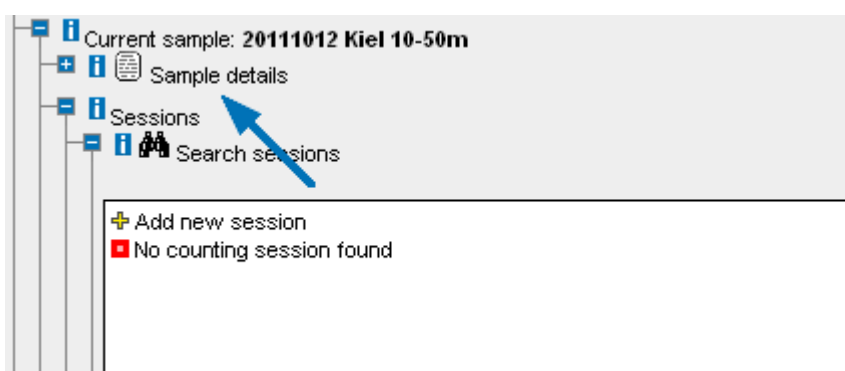 Current sample: 20111012 Kiel 10-50m
Sample details
Sessions
Search sessions
Add new session
No counting session found